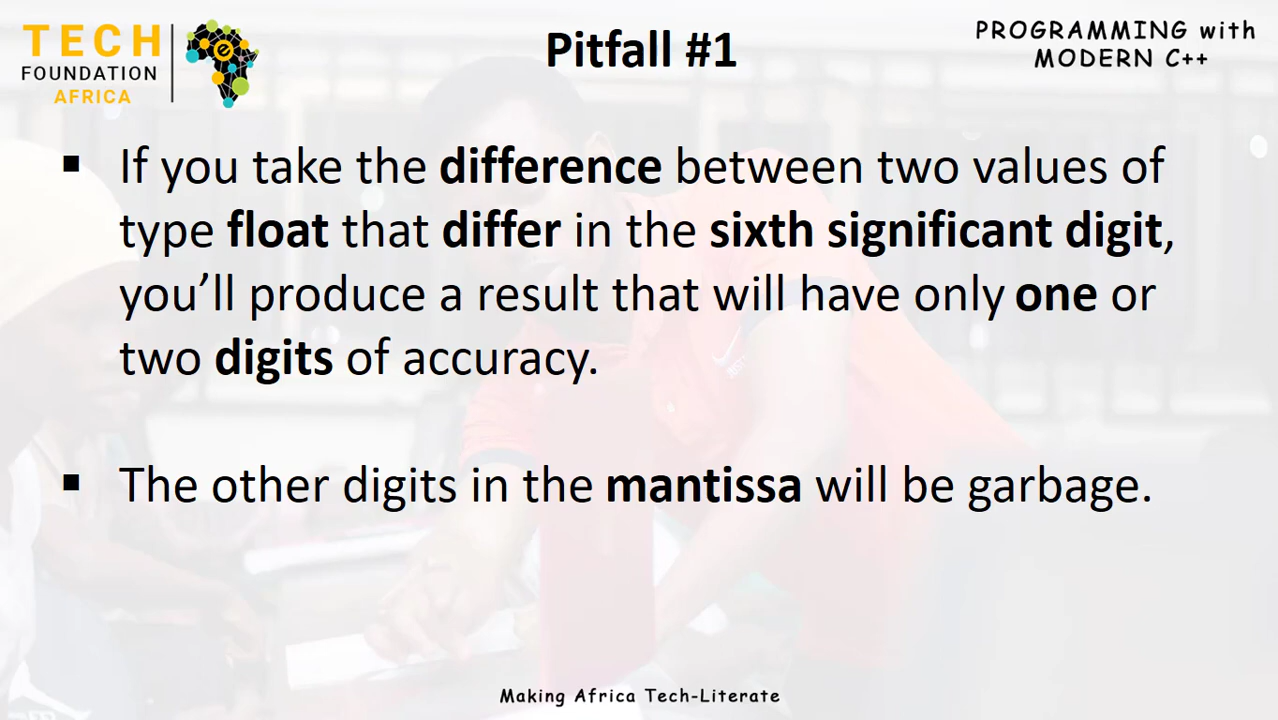 TECH
FOUNDATION
AFRICA
e
Pitfall #1
PROGRAMMING with
MODERN C++
▪ If you take the difference between two values of
type float that differ in the sixth significant digit,
you’ll produce a result that will have only one or
two digits of accuracy.
▪ The other digits in the mantissa will be garbage.
Making Africa Tech-Literate